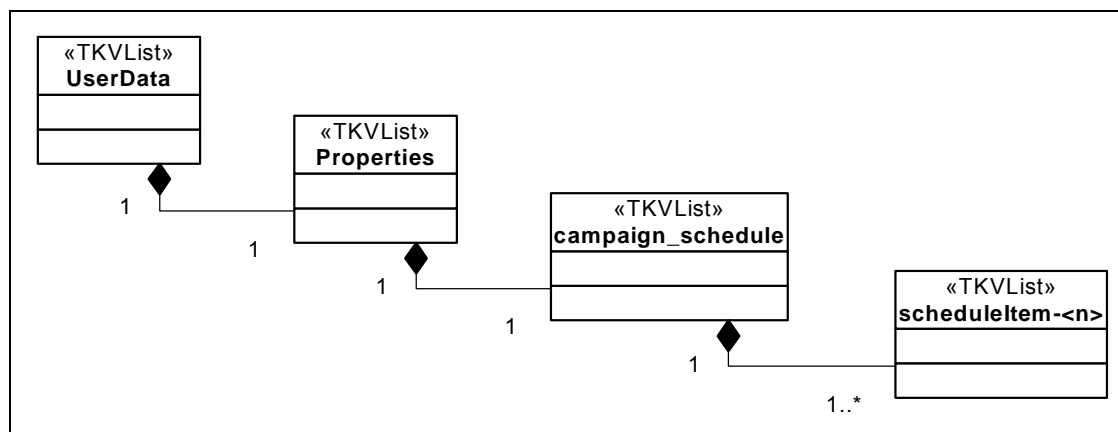 «TKVList»
UserData
«TKVList»
Properties
1
1
«TKVList»
campaign_schedule
1
1
«TKVList»
scheduleItem-<n>
1
1..*